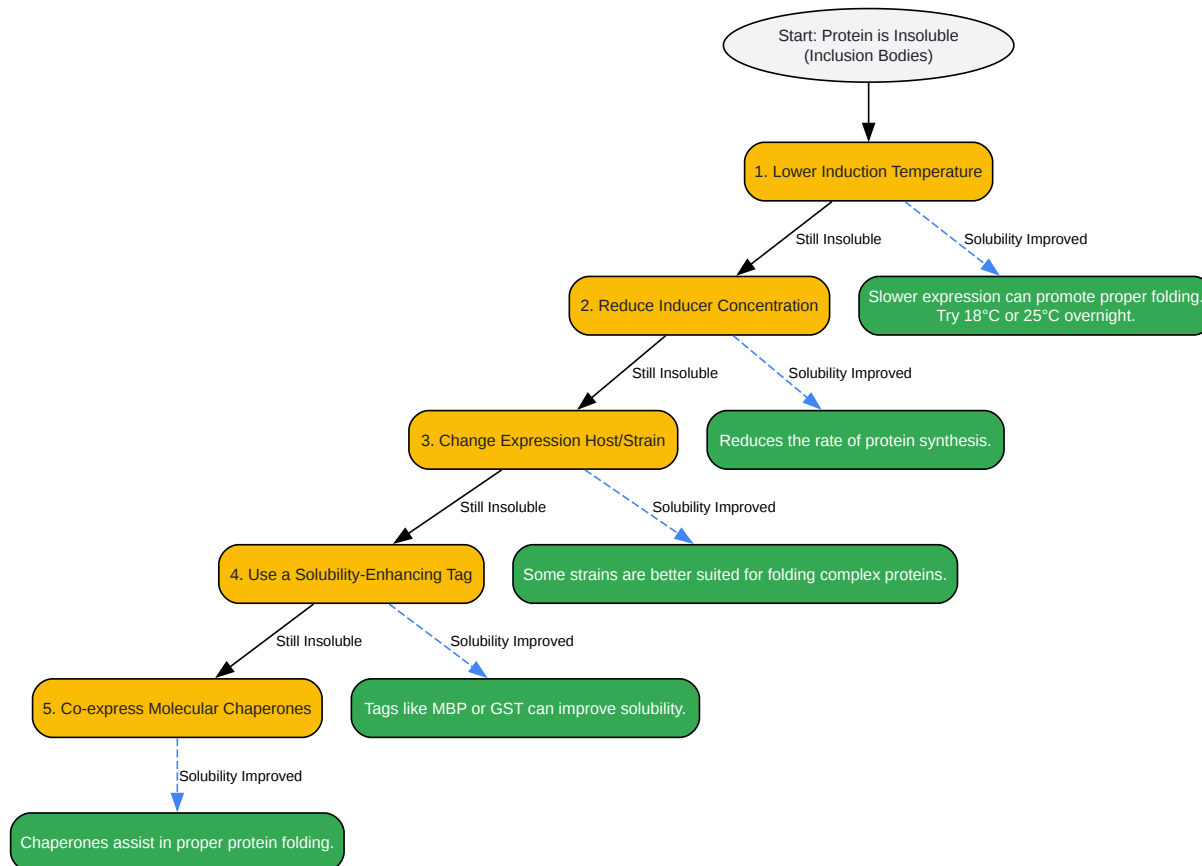 Start: Protein is Insoluble
(Inclusion Bodies)
1. Lower Induction Temperature
Still Insoluble
Solubility Improved
2. Reduce Inducer Concentration
Slower expression can promote proper folding.
Try 18°C or 25°C overnight.
Still Insoluble
Solubility Improved
3. Change Expression Host/Strain
Reduces the rate of protein synthesis.
Still Insoluble
Solubility Improved
4. Use a Solubility-Enhancing Tag
Some strains are better suited for folding complex proteins.
Still Insoluble
Solubility Improved
5. Co-express Molecular Chaperones
Tags like MBP or GST can improve solubility.
Solubility Improved
Chaperones assist in proper protein folding.